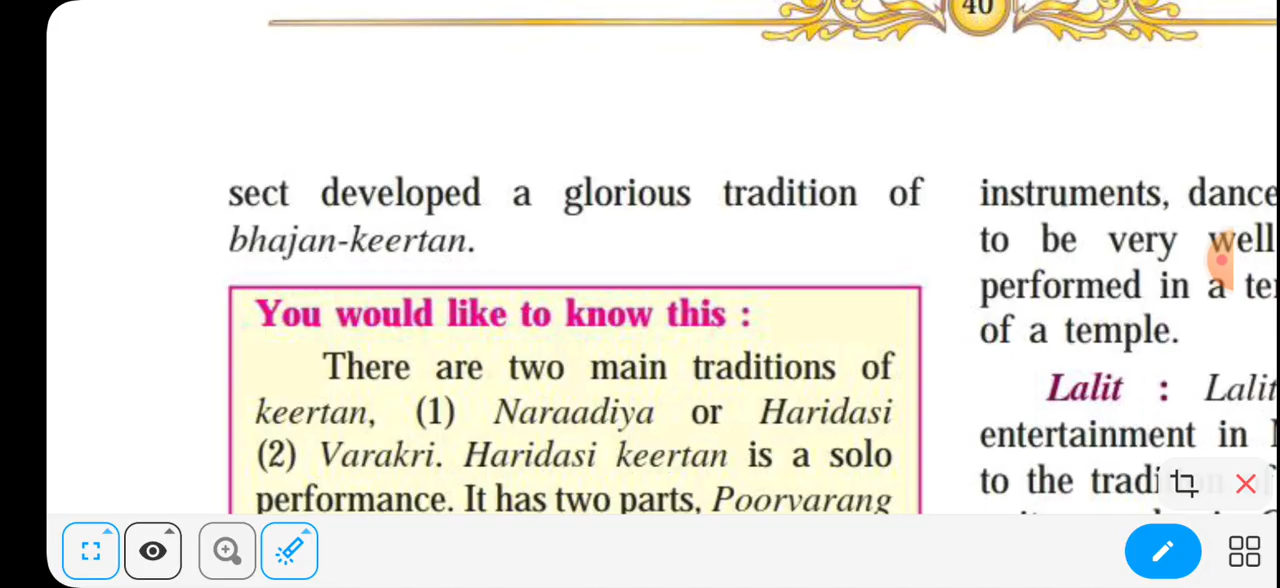 40
sect developed a glorious tradition of
bhajan-keertan.
You would like to know this :
There are two main traditions of
keertan, (1) Naraadiya or Haridasi
(2) Varakri. Haridasi keertan is a solo
performance. It has two parts, Poorvarang
instruments, dance
to be very well
performed in a
of a temple.
Lalit : Lalit
entertainment in
to the